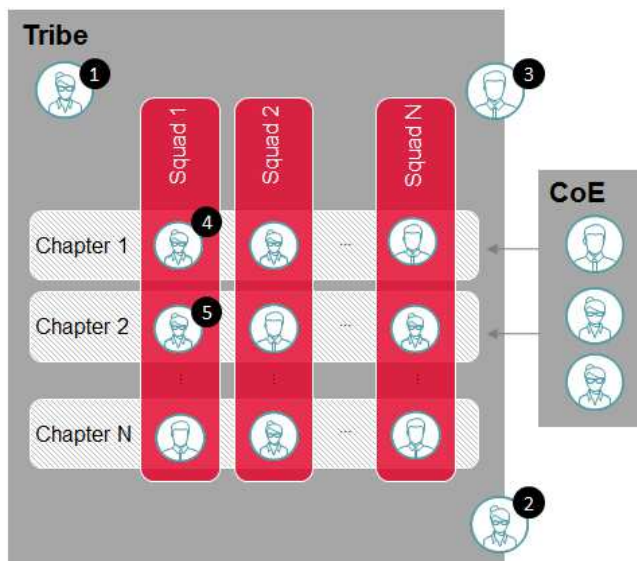 Tribe
1
3
Squad 1
Squad 2
Squad N
CoE
4
Chapter 1
...
5
Chapter 2
...
... 
...
...
Chapter N
...
2